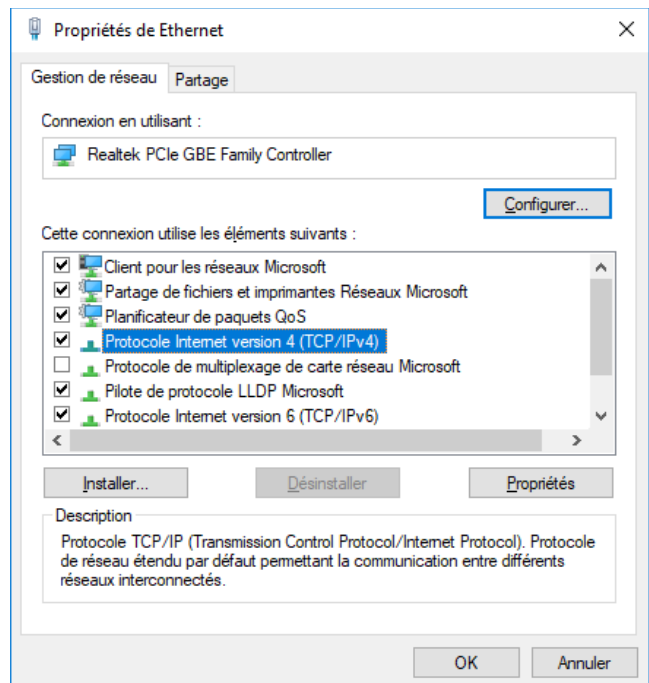 Propriétés de Ethernet
Gestion de réseau Partage
Connexion en utilisant :
Realtek PCIe GBE Family Controller
Configurer...
Cette connexion utilise les éléments suivants :
Client pour les réseaux Microsoft
Partage de fichiers et imprimantes Réseaux Microsoft
Planificateur de paquets QoS
Protocole Internet version 4 (TCP/IPv4)
Protocole de multiplexage de carte réseau Microsoft
Pilote de protocole LLDP Microsoft
Protocole Internet version 6 (TCP/IPv6)
Installer... Désinstaller Propriétés
Description
Protocole TCP/IP (Transmission Control Protocol/Internet Protocol). Protocole
de réseau étendu par défaut permettant la communication entre différents
réseaux interconnectés.
OK Annuler